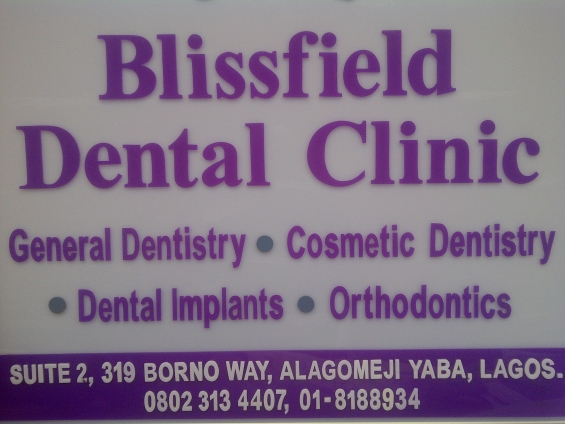 Blissfield
Dental Clinic
General Dentistry • Cosmetic Dentistry
• Dental Implants • Orthodontics
SUITE 2, 319 BORNO WAY, ALAGOMEJI YABA, LAGOS.
0802 313 4407, 01-8188934